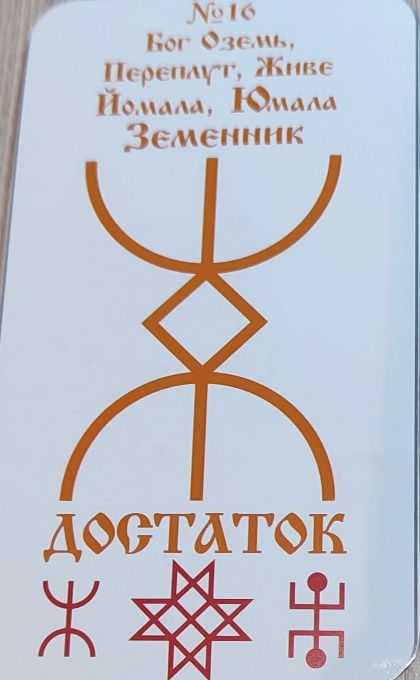 №16
Бог Оземь,
Переплут, Живе
Йомала, Юмала
Земенник
ДОСТАТОК